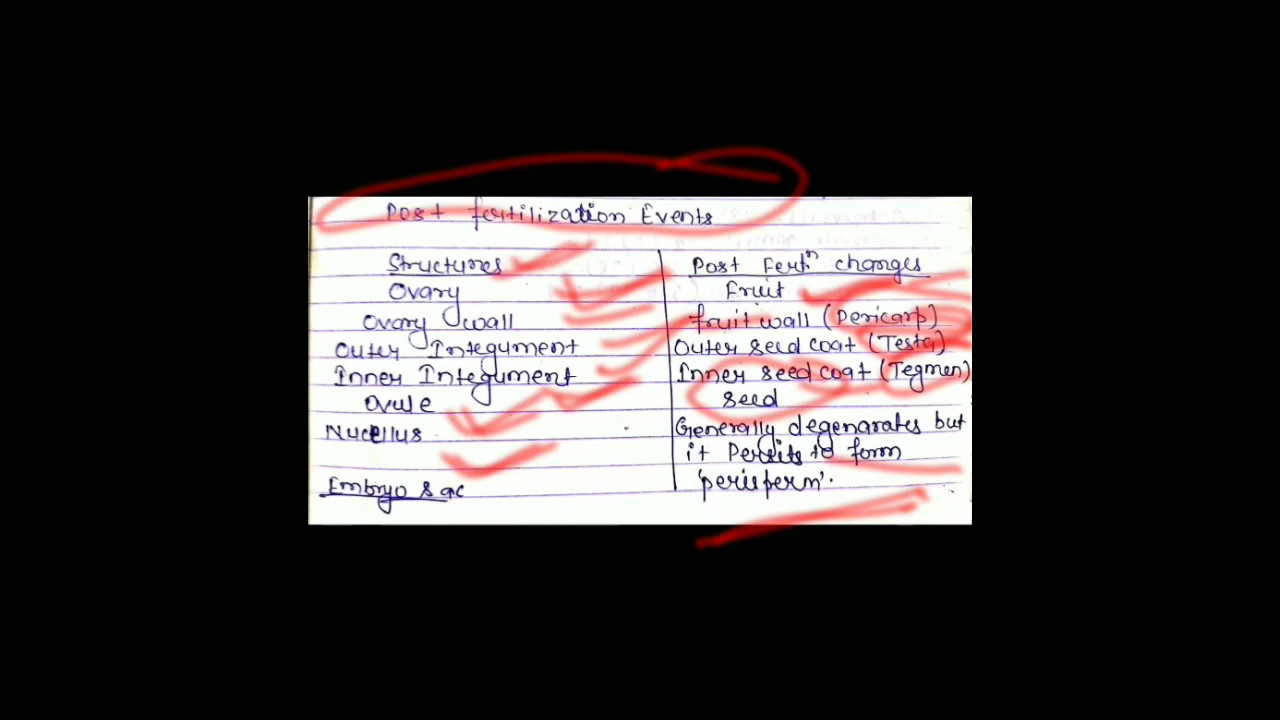 Post fertilization Events
Structures Post Fertⁿ changes
Ovary Fruit
Ovary wall fruit wall (Pericarp)
Outer Integument Outer seed coat (Testa)
Inner Integument Inner seed coat (Tegmen)
Ovule seed
Nucellus Generally degenarates but
it Persits to form
'perisperm'.
Embryo sac